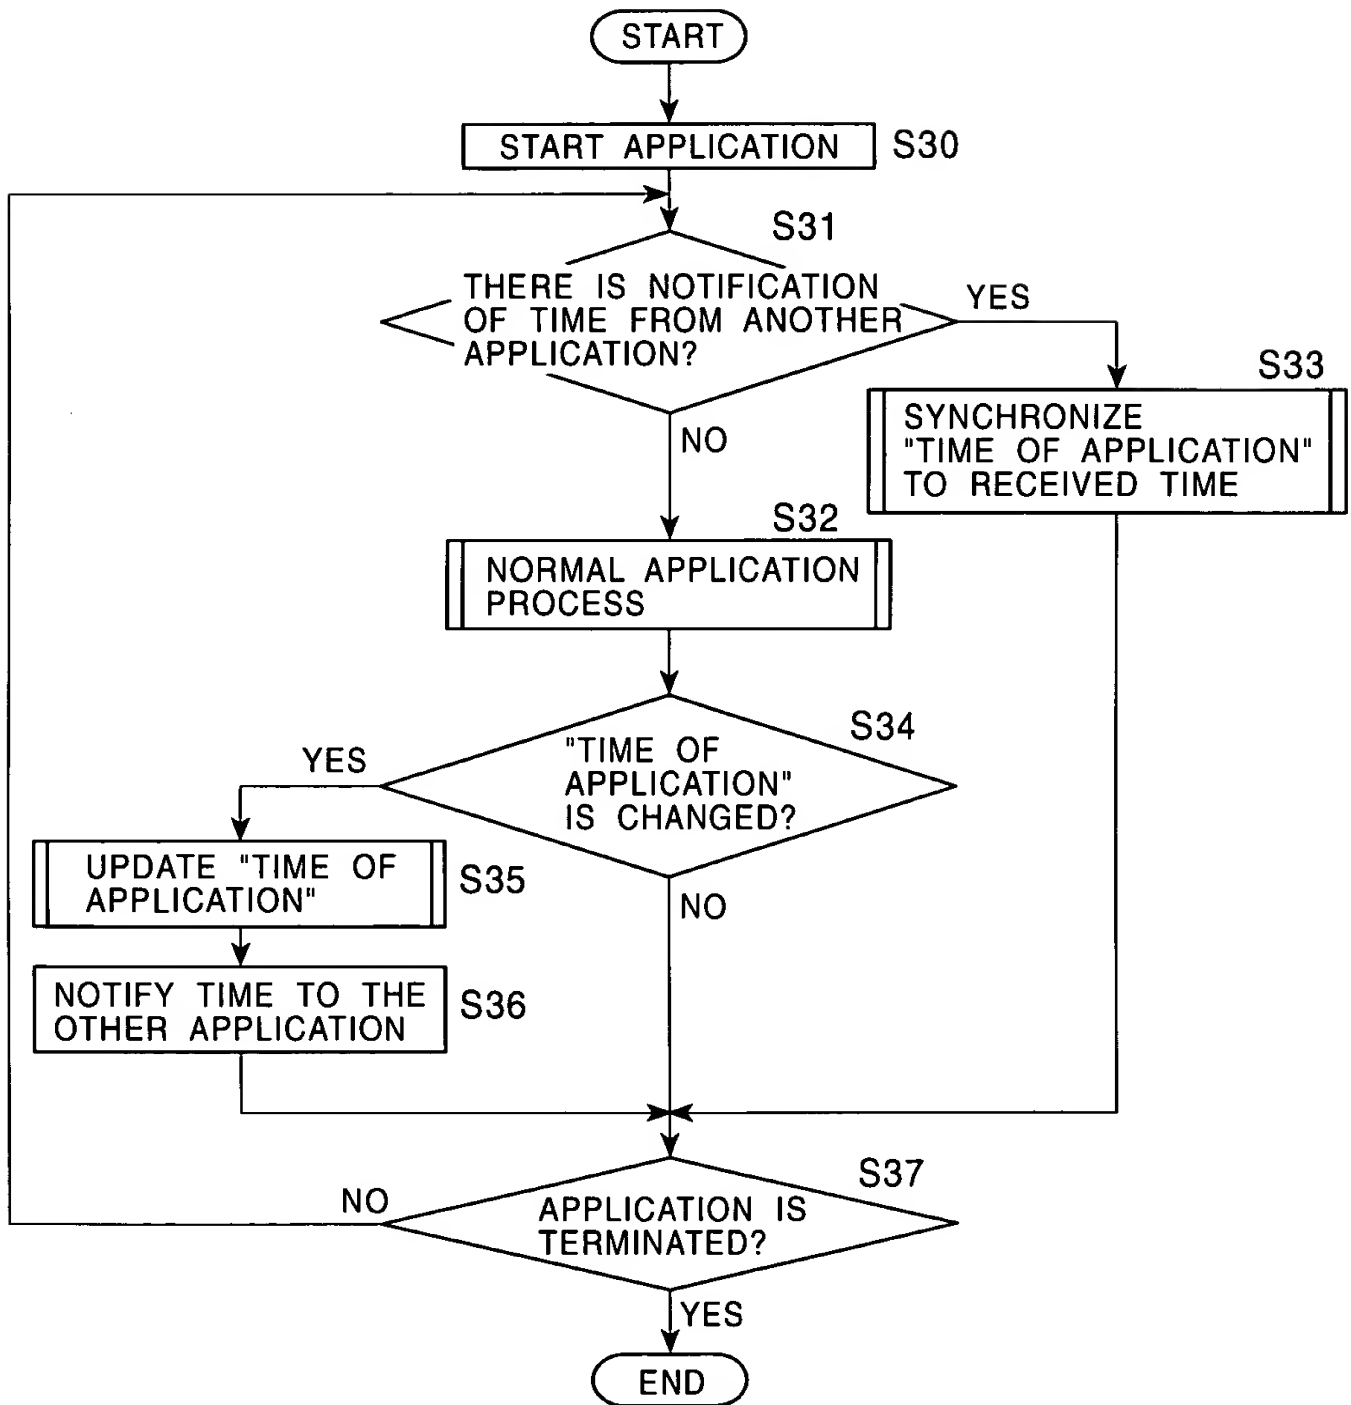 START
START APPLICATION
S30
S31
THERE IS NOTIFICATION
OF TIME FROM ANOTHER
APPLICATION?
YES
NO
S33
SYNCHRONIZE
"TIME OF APPLICATION"
TO RECEIVED TIME
S32
NORMAL APPLICATION
PROCESS
S34
"TIME OF
APPLICATION"
IS CHANGED?
YES
NO
UPDATE "TIME OF
APPLICATION"
S35
NOTIFY TIME TO THE
OTHER APPLICATION
S36
S37
APPLICATION IS
TERMINATED?
NO
YES
END